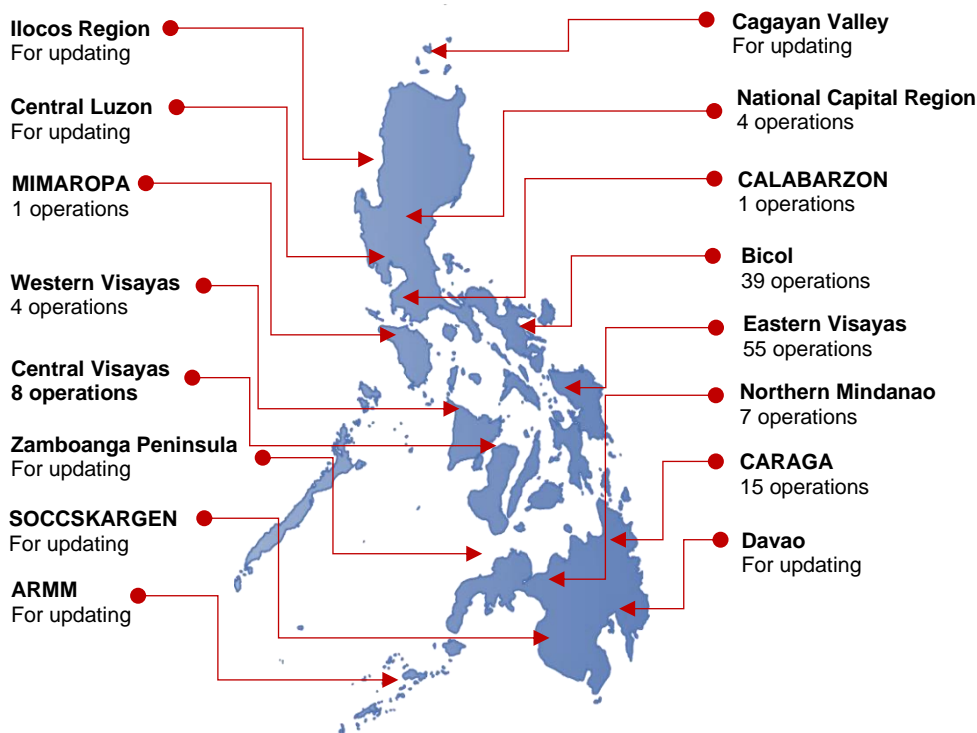 Ilocos Region
For updating
Central Luzon
For updating
MIMAROPA
1 operations
Western Visayas
4 operations
Central Visayas
8 operations
Zamboanga Peninsula
For updating
SOCCSKARGEN
For updating
ARMM
For updating
Cagayan Valley
For updating
National Capital Region
4 operations
CALABARZON
1 operations
Bicol
39 operations
Eastern Visayas
55 operations
Northern Mindanao
7 operations
CARAGA
15 operations
Davao
For updating